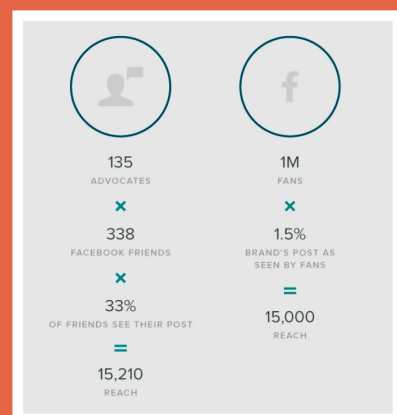 135
ADVOCATES
×
338
FACEBOOK FRIENDS
×
33%
OF FRIENDS SEE THEIR POST
=
15,210
REACH
f
1M
FANS
×
1.5%
BRAND'S POST AS
SEEN BY FANS
=
15,000
REACH